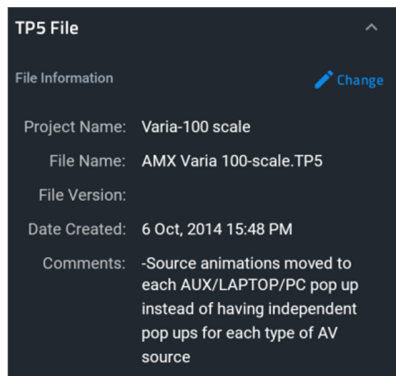 TP5 File
File Information
Change
Project Name: Varia-100 scale
File Name: AMX Varia 100-scale.TP5
File Version:
Date Created: 6 Oct, 2014 15:48 PM
Comments: -Source animations moved to
each AUX/LAPTOP/PC pop up
instead of having independent
pop ups for each type of AV
source